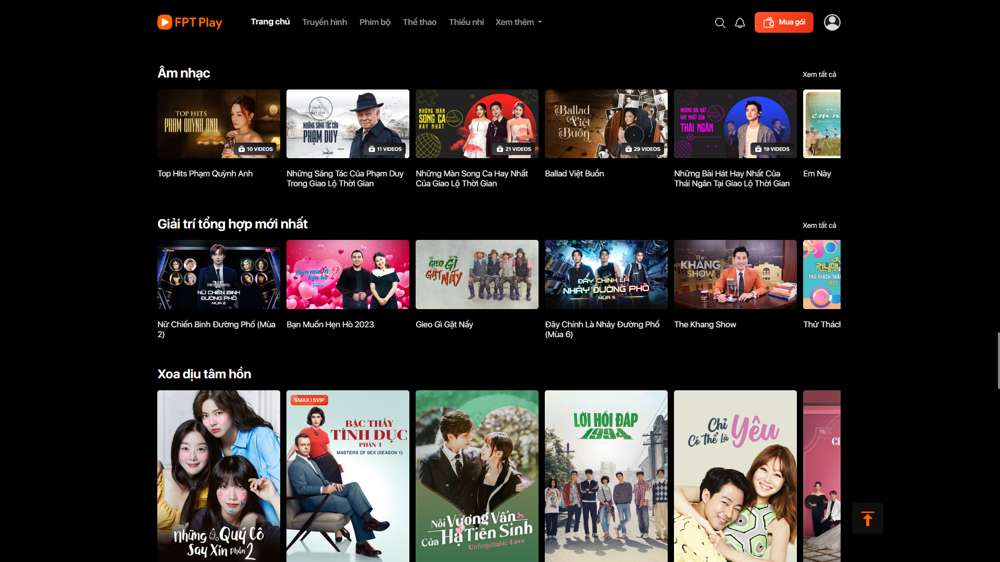 FPT Play
Trang chủ
Truyền hình
Phim bộ
Thể thao
Thiếu nhi
Xem thêm
Mua gói
Âm nhạc
Xem tất cả
TOP HITS
PHẠM QUỲNH ANH
10 VIDEOS
Giao lộ
thời gian
NHỮNG SÁNG TÁC CỦA
PHẠM DUY
11 VIDEOS
NHỮNG MÀN
SONG CA
HAY NHẤT
21 VIDEOS
Ballad
Việt
Buồn
29 VIDEOS
NHỮNG BÀI HÁT
HAY NHẤT CỦA
THÁI NGÂN
19 VIDEOS
em n
Top Hits Phạm Quỳnh Anh
Những Sáng Tác Của Phạm Duy
Trong Giao Lộ Thời Gian
Những Màn Song Ca Hay Nhất
Của Giao Lộ Thời Gian
Ballad Việt Buồn
Những Bài Hát Hay Nhất Của
Thái Ngân Tại Giao Lộ Thời Gian
Em Này
Giải trí tổng hợp mới nhất
Xem tất cả
NỮ CHIẾN BINH
ĐƯỜNG PHỐ
MÙA 2
Bạn muốn
hẹn hò ?
2023
GIEO GÌ
GẶT NẤY
ĐÂY CHÍNH LÀ
NHẢY ĐƯỜNG PHỐ
MÙA 6
The
KHANG
SHOW
런닝맨
THỬ THÁCH THẦ
2023
Nữ Chiến Binh Đường Phố (Mùa
2)
Bạn Muốn Hẹn Hò 2023
Gieo Gì Gặt Nấy
Đây Chính Là Nhảy Đường Phố
(Mùa 6)
The Khang Show
Thử Thách
Xoa dịu tâm hồn
Những Quý Cô
Say Xỉn phần 2
SMAX | SVIP
BẬC THẦY
TÌNH DỤC
PHẦN 1
MASTERS OF SEX (SEASON 1)
Nỗi Vương Vấn
Của Hạ Tiên Sinh
Unforgettable Love
LỜI HỒI ĐÁP
1994
Chỉ
Có thể Là
Yêu